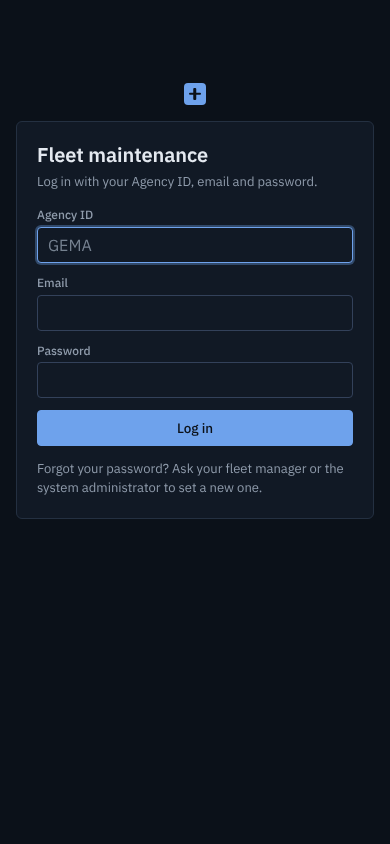 Fleet maintenance
Log in with your Agency ID, email and password.
Agency ID
GEMA
Email
Password
Log in
Forgot your password? Ask your fleet manager or the
system administrator to set a new one.